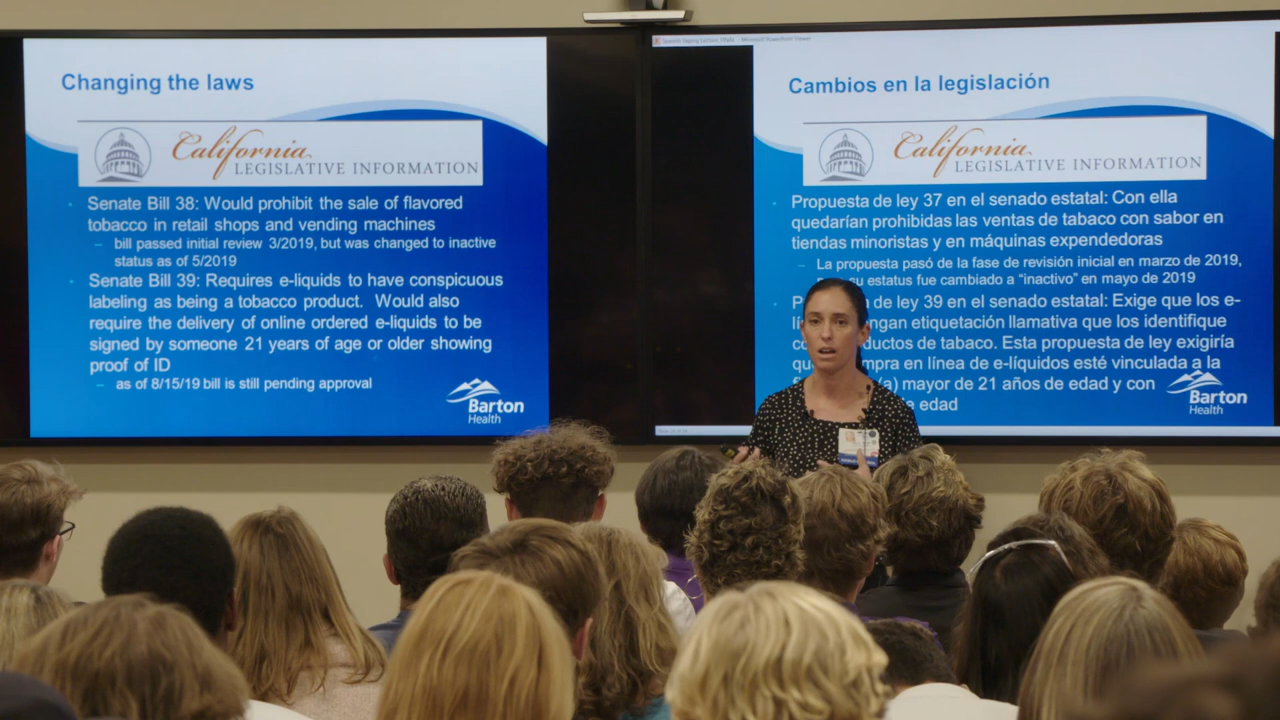 Changing the laws
California
LEGISLATIVE INFORMATION
Senate Bill 38: Would prohibit the sale of flavored
tobacco in retail shops and vending machines
– bill passed initial review 3/2019, but was changed to inactive
status as of 5/2019
Senate Bill 39: Requires e-liquids to have conspicuous
labeling as being a tobacco product. Would also
require the delivery of online ordered e-liquids to be
signed by someone 21 years of age or older showing
proof of ID
– as of 8/15/19 bill is still pending approval
Barton
Health
Microsoft PowerPoint Viewer
Cambios en la legislación
California
LEGISLATIVE INFORMATION
Propuesta de ley 37 en el senado estatal: Con ella
quedarían prohibidas las ventas de tabaco con sabor en
tiendas minoristas y en máquinas expendedoras
– La propuesta pasó de la fase de revisión inicial en marzo de 2019,
su estatus fue cambiado a “inactivo” en mayo de 2019
de ley 39 en el senado estatal: Exige que los e-
etiquetación llamativa que los identifique
de tabaco. Esta propuesta de ley exigiría
en línea de e-líquidos esté vinculada a la
mayor de 21 años de edad y con
edad
Barton
Health